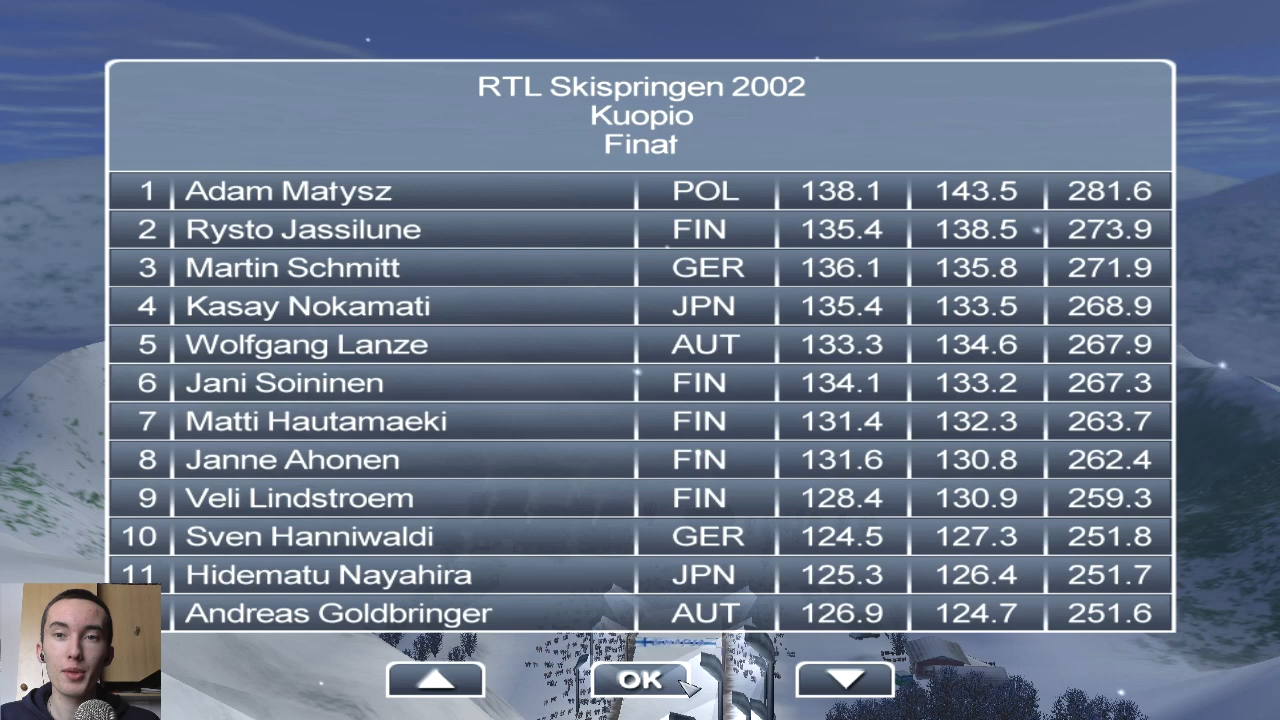 RTL Skispringen 2002
Kuopio
Finał
1 Adam Małysz POL 138.1 143.5 281.6
2 Rysto Jassilune FIN 135.4 138.5 273.9
3 Martin Schmitt GER 136.1 135.8 271.9
4 Kasay Nokamati JPN 135.4 133.5 268.9
5 Wolfgang Lanze AUT 133.3 134.6 267.9
6 Jani Soininen FIN 134.1 133.2 267.3
7 Matti Hautamaeki FIN 131.4 132.3 263.7
8 Janne Ahonen FIN 131.6 130.8 262.4
9 Veli Lindstroem FIN 128.4 130.9 259.3
10 Sven Hanniwaldi GER 124.5 127.3 251.8
11 Hidematu Nayahira JPN 125.3 126.4 251.7
Andreas Goldbringer AUT 126.9 124.7 251.6
OK